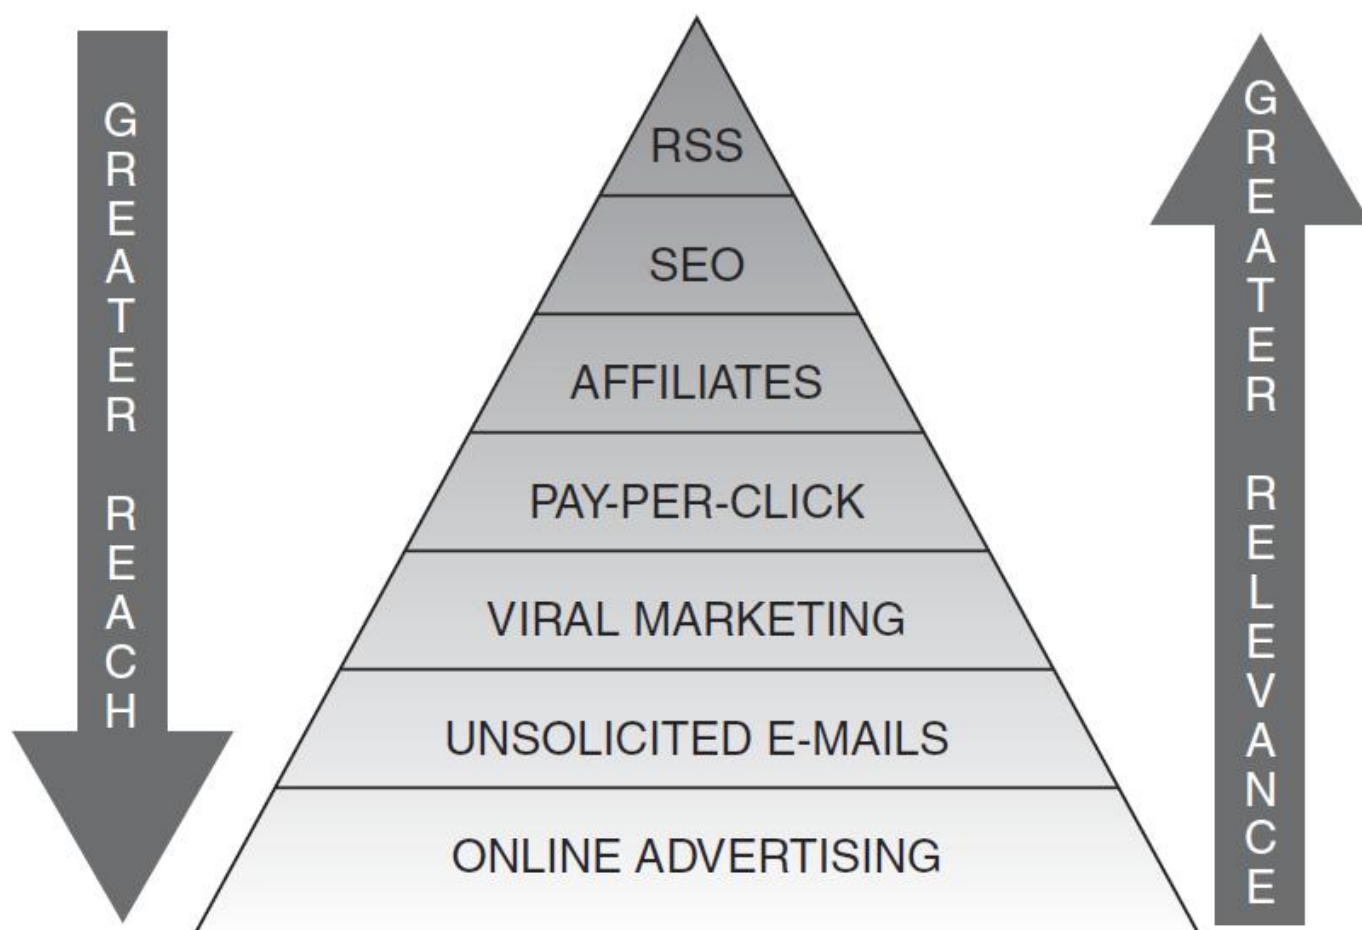 GREATER REACH
RSS
SEO
AFFILIATES
PAY-PER-CLICK
VIRAL MARKETING
UNSOLICITED E-MAILS
ONLINE ADVERTISING
GREATER RELEVANCE